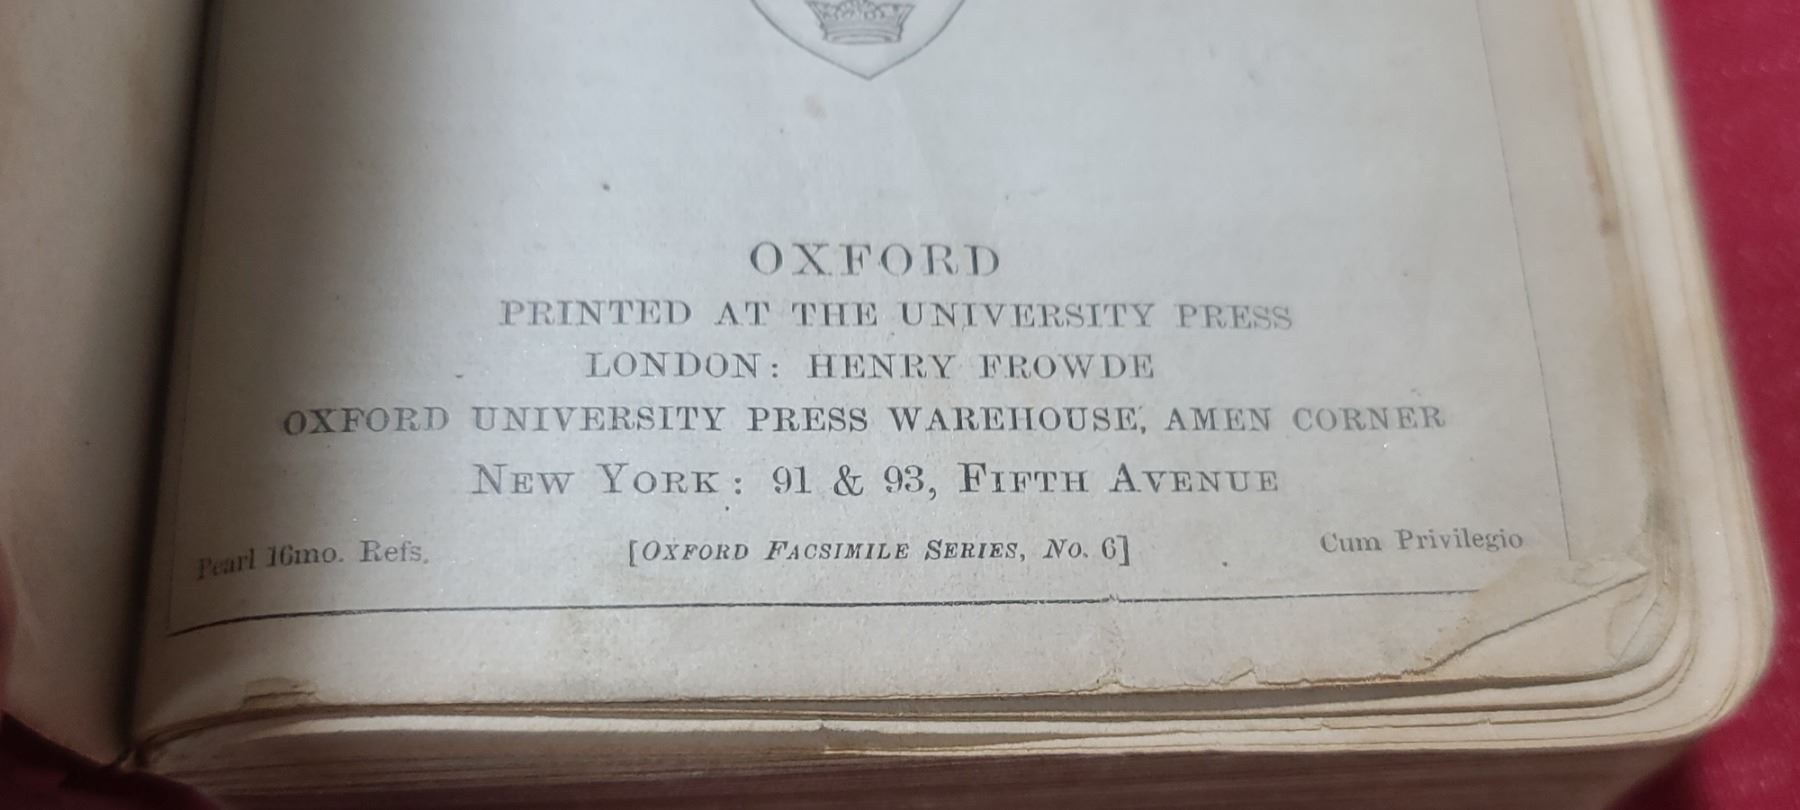 OXFORD
PRINTED AT THE UNIVERSITY PRESS
LONDON: HENRY FROWDE
OXFORD UNIVERSITY PRESS WAREHOUSE, AMEN CORNER
NEW YORK: 91 & 93, FIFTH AVENUE
Pearl 16mo. Refs. [OXFORD FACSIMILE SERIES, NO. 6] Cum Privilegio